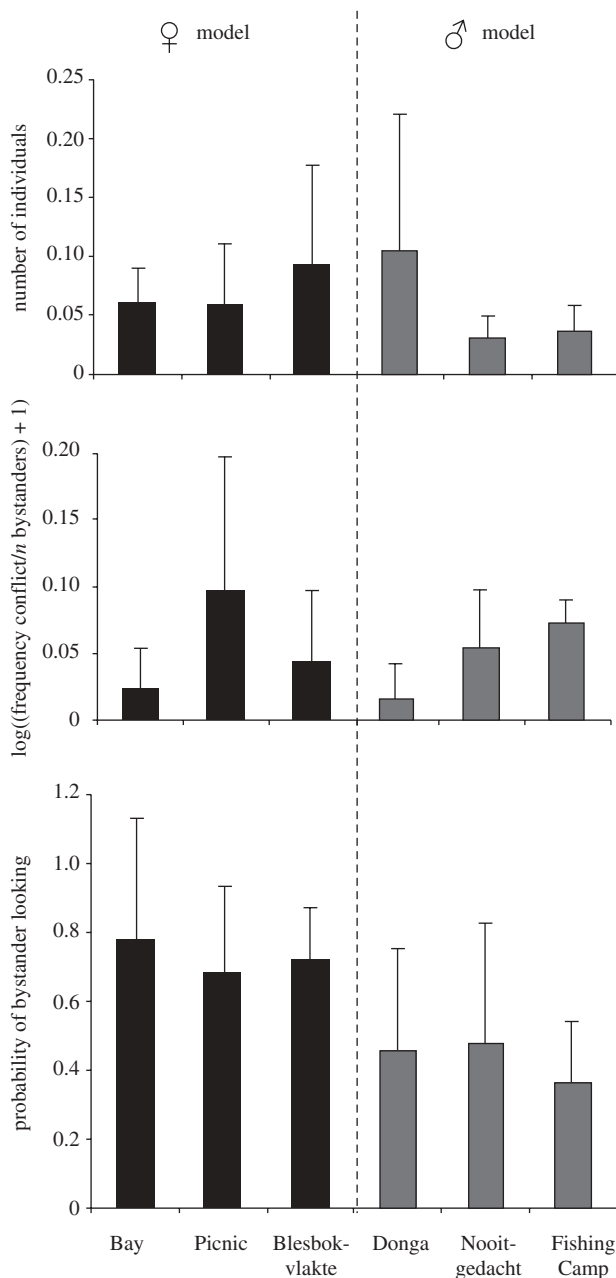 ♀ model
♂ model
number of individuals
0.25
0.20
0.15
0.10
0.05
0
log((frequency conflict/n bystanders) + 1)
0.20
0.15
0.10
0.05
0
probability of bystander looking
1.2
1.0
0.8
0.6
0.4
0.2
0
Bay
Picnic
Blesbok-
vlakte
Donga
Nooit-
gedacht
Fishing
Camp